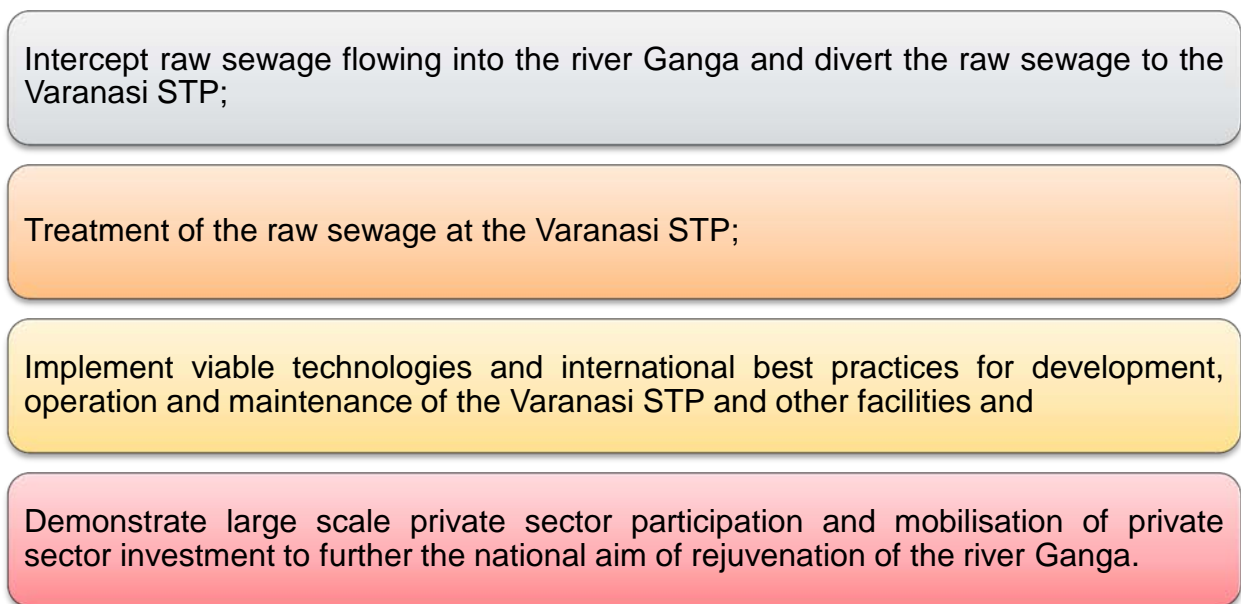 Intercept raw sewage flowing into the river Ganga and divert the raw sewage to the
Varanasi STP;
Treatment of the raw sewage at the Varanasi STP;
Implement viable technologies and international best practices for development,
operation and maintenance of the Varanasi STP and other facilities and
Demonstrate large scale private sector participation and mobilisation of private
sector investment to further the national aim of rejuvenation of the river Ganga.